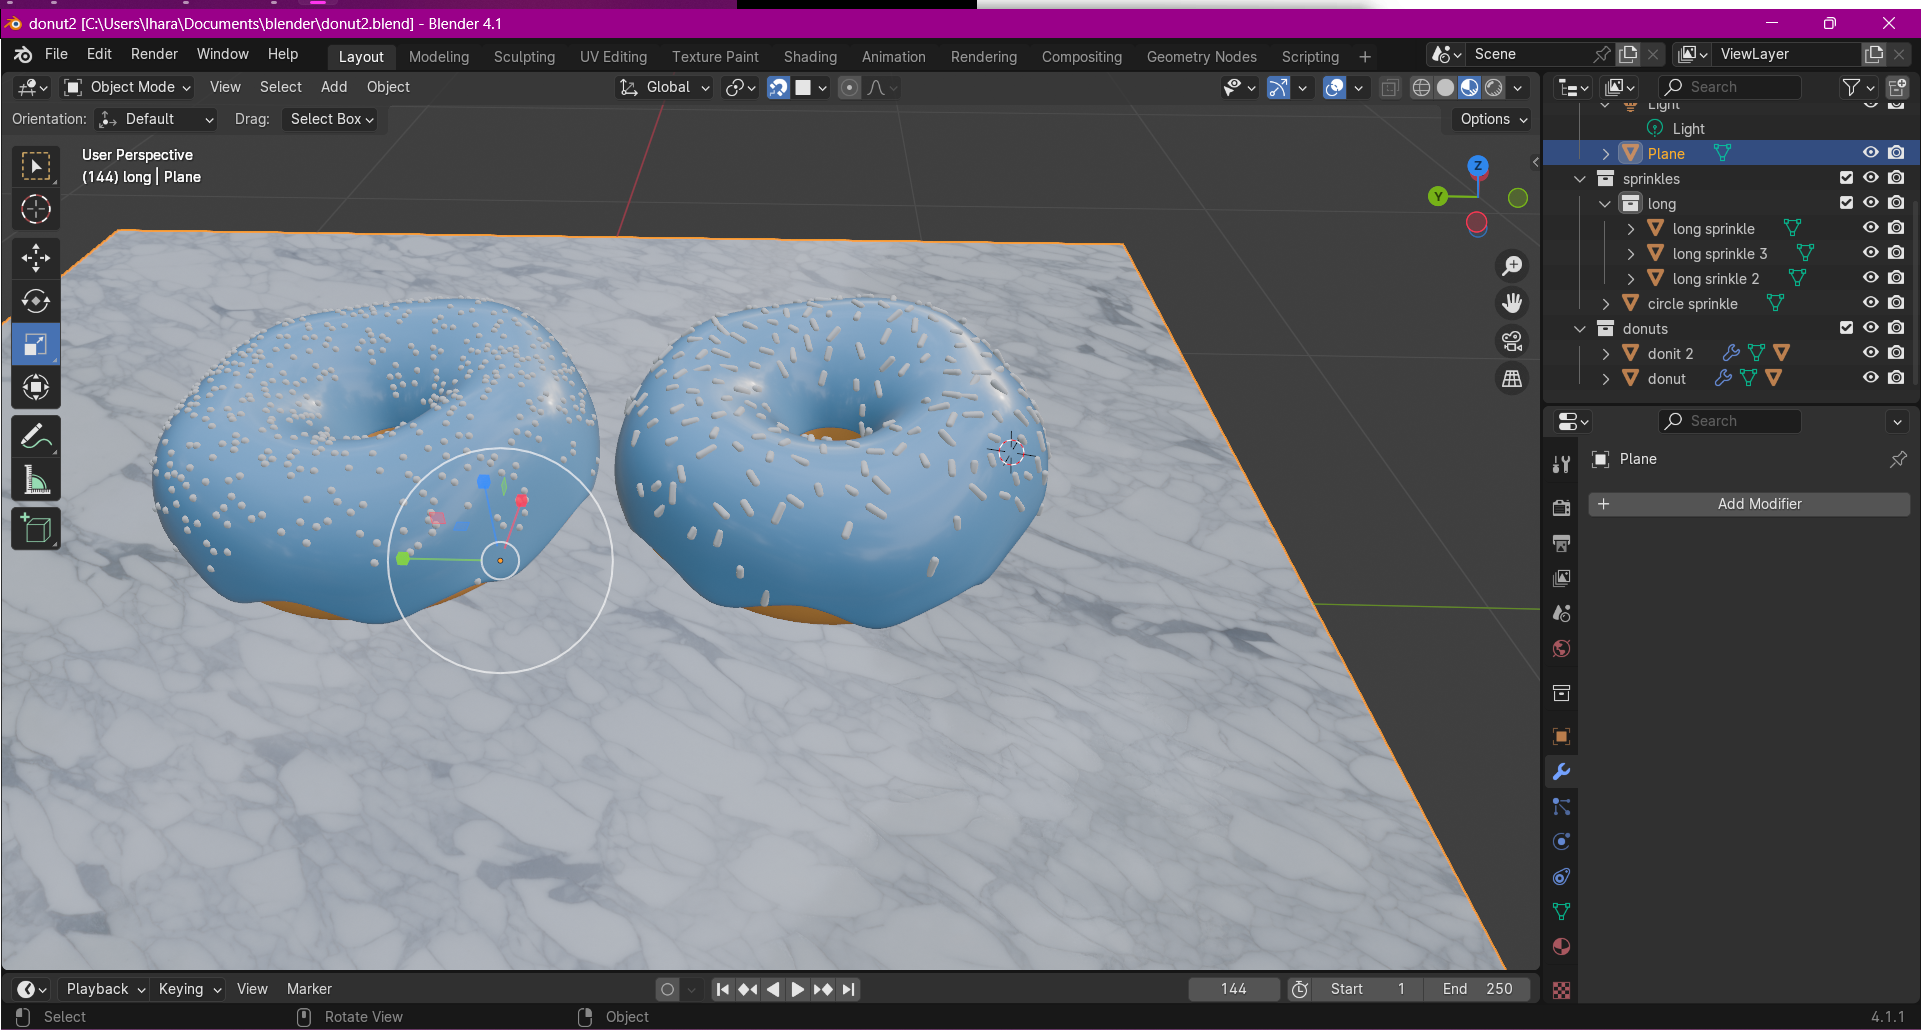 donut2 [C:\Users\lhara\Documents\blender\donut2.blend] - Blender 4.1
File Edit Render Window Help Layout Modeling Sculpting UV Editing Texture Paint Shading Animation Rendering Compositing Geometry Nodes Scripting + Scene ViewLayer
Object Mode View Select Add Object Global Search
Orientation: Default Drag: Select Box Options
Light
Light
User Perspective
(144) long | Plane
Plane
sprinkles
long
long sprinkle
long sprinkle 3
long srinkle 2
circle sprinkle
donuts
donit 2
donut
Z
Y
Search
Plane
+ Add Modifier
Playback Keying View Marker 144 Start 1 End 250
Select Rotate View Object 4.1.1